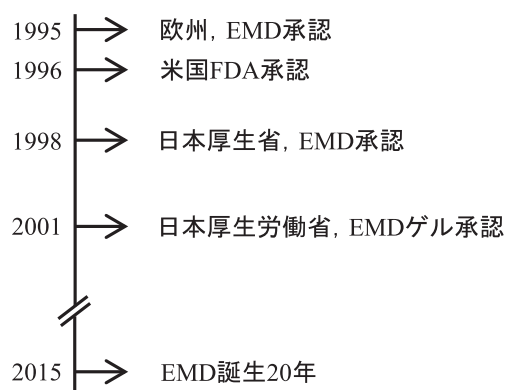 1995 欧州，EMD承認
1996 米国FDA承認
1998 日本厚生省，EMD承認
2001 日本厚生労働省，EMDゲル承認
2015 EMD誕生20年